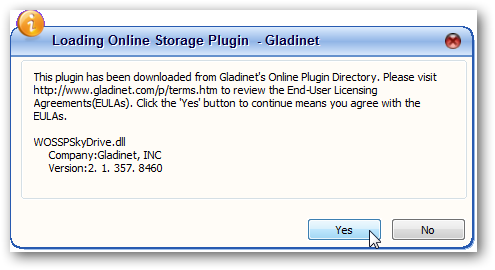 Loading Online Storage Plugin - Gladinet
This plugin has been downloaded from Gladinet's Online Plugin Directory. Please visit
http://www.gladinet.com/p/terms.htm to review the End-User Licensing
Agreements(EULAs). Click the 'Yes' button to continue means you agree with the
EULAs.
WOSSPSkyDrive.dll
Company:Gladinet, INC
Version:2. 1. 357. 8460
Yes
No